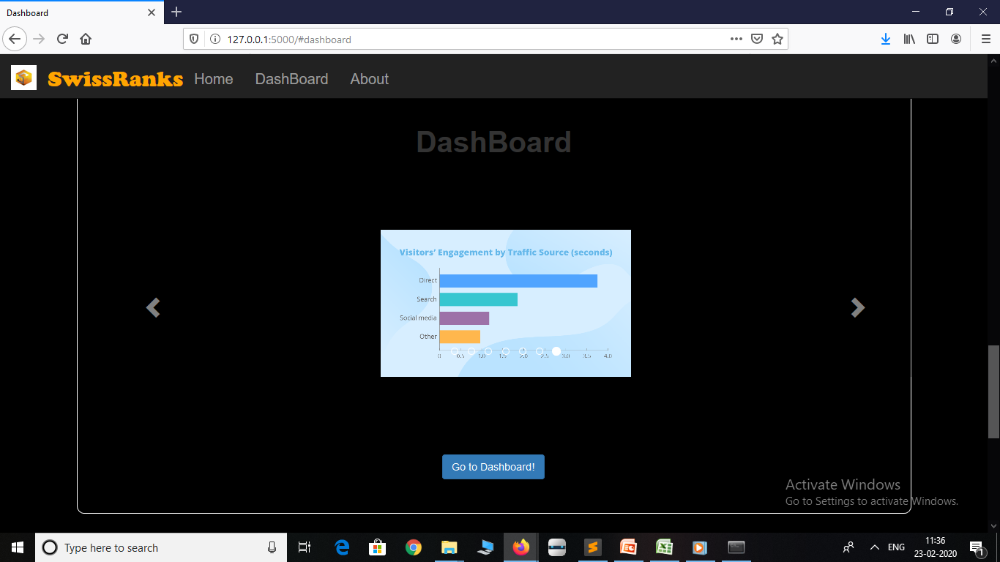 Dashboard
127.0.0.1:5000/#dashboard
SwissRanks Home DashBoard About
DashBoard
Visitors' Engagement by Traffic Source (seconds)
Direct
Search
Social media
Other
0 0.5 1.0 1.5 2.0 2.5 3.0 3.5 4.0
Go to Dashboard!
Activate Windows
Go to Settings to activate Windows.
Type here to search
ENG
11:36
23-02-2020
1